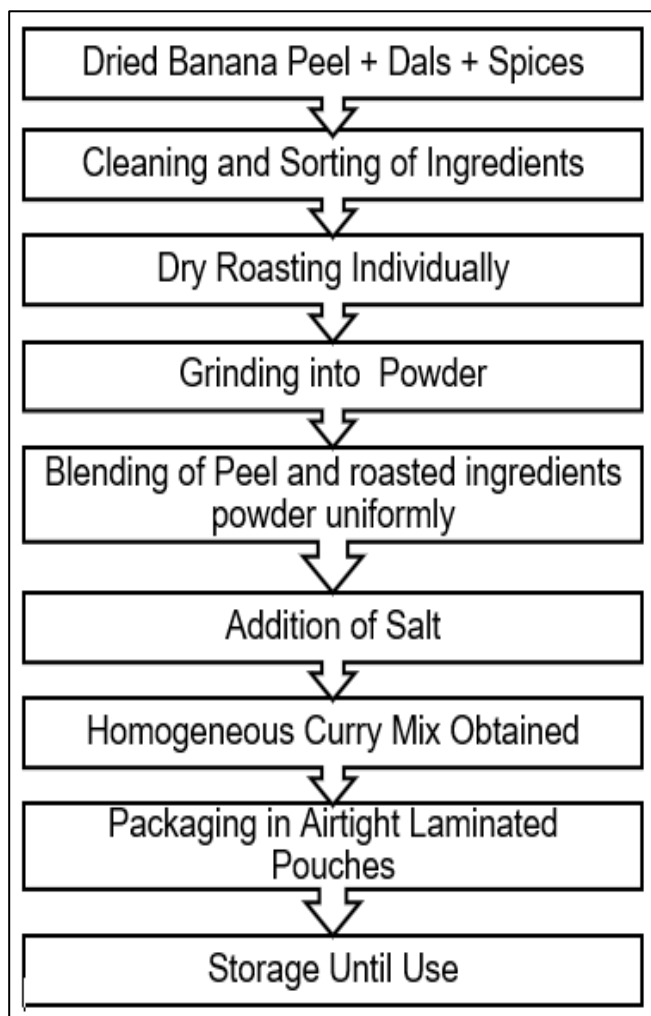 Dried Banana Peel + Dals + Spices
Cleaning and Sorting of Ingredients
Dry Roasting Individually
Grinding into Powder
Blending of Peel and roasted ingredients
powder uniformly
Addition of Salt
Homogeneous Curry Mix Obtained
Packaging in Airtight Laminated
Pouches
Storage Until Use